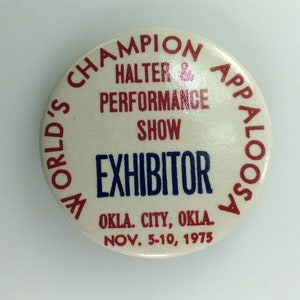 WORLD'S CHAMPION APPALOOSA
HALTER &
PERFORMANCE
SHOW
EXHIBITOR
OKLA. CITY, OKLA.
NOV. 5-10, 1975